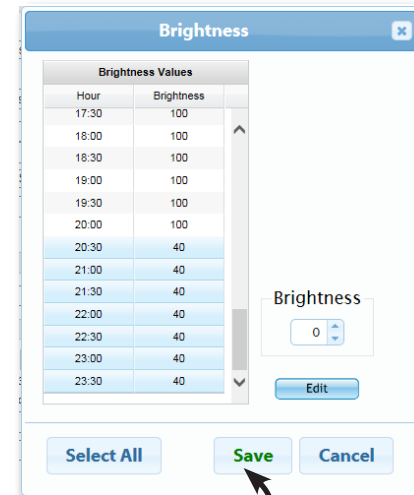 Brightness
Brightness Values
Hour Brightness
17:30 100
18:00 100
18:30 100
19:00 100
19:30 100
20:00 100
20:30 40
21:00 40
21:30 40
22:00 40
22:30 40
23:00 40
23:30 40
Brightness
0
Edit
Select All Save Cancel